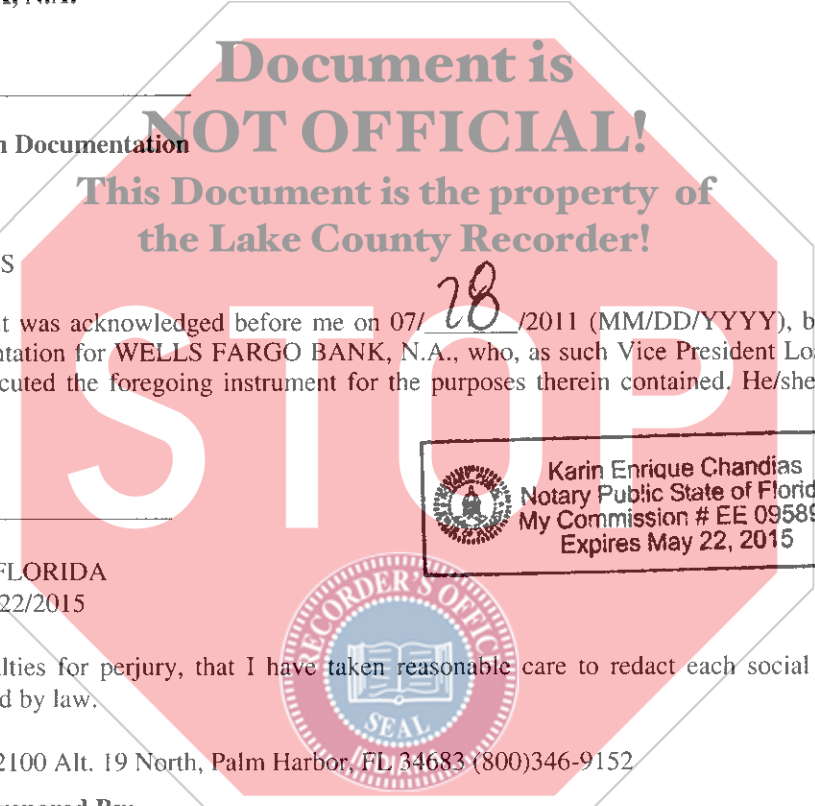 N.A.
Document is
NOT OFFICIAL!
n Documentation
This Document is the property of
the Lake County Recorder!
S
STOP
t was acknowledged before me on 07/28/2011 (MM/DD/YYYY), b
ntation for WELLS FARGO BANK, N.A., who, as such Vice President Lo
cuted the foregoing instrument for the purposes therein contained. He/she
Karin Enrique Chandias
Notary Public State of Florid
My Commission # EE 09589
Expires May 22, 2015
FLORIDA
22/2015
RECORDER'S OFFIC
SEAL
lties for perjury, that I have taken reasonable care to redact each social
d by law.
2100 Alt. 19 North, Palm Harbor, FL 34683 (800)346-9152